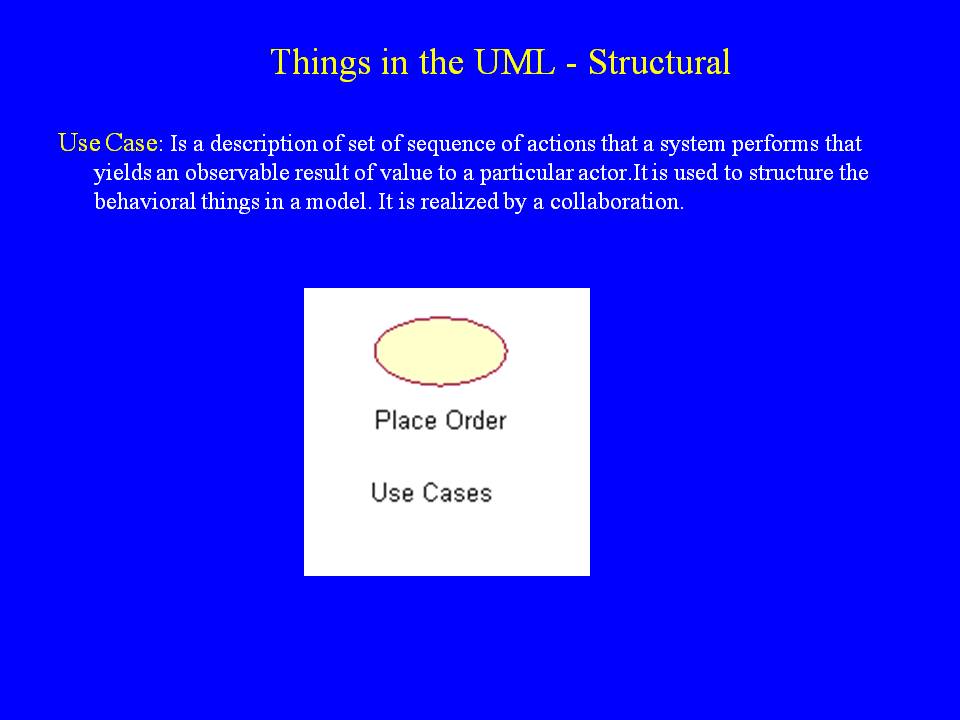 Things in the UML - Structural
Use Case: Is a description of set of sequence of actions that a system performs that
yields an observable result of value to a particular actor.It is used to structure the
behavioral things in a model. It is realized by a collaboration.
Place Order
Use Cases